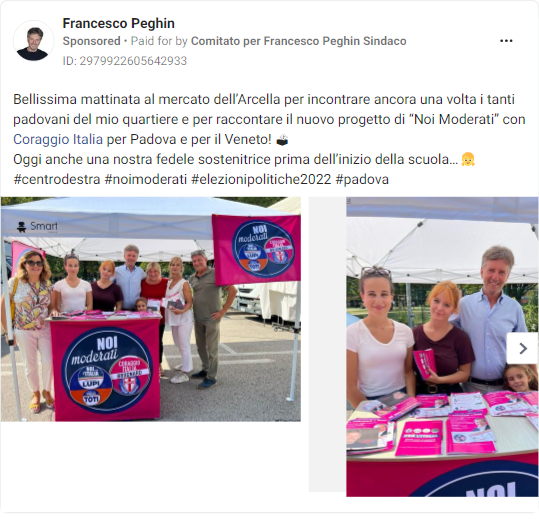 Francesco Peghin
Sponsored • Paid for by Comitato per Francesco Peghin Sindaco
ID: 2979922605642933
Bellissima mattinata al mercato dell'Arcella per incontrare ancora una volta i tanti
padovani del mio quartiere e per raccontare il nuovo progetto di “Noi Moderati” con
Coraggio Italia per Padova e per il Veneto! 🗳
Oggi anche una nostra fedele sostenitrice prima dell'inizio della scuola… 👧
#centrodestra #noimoderati #elezionipolitiche2022 #padova
Smart
NOI
moderati
NOI
moderati
NOI CON
L'ITALIA
LUPI
TOTI
CORAGGIO
ITALIA
BRUGNARO
NOI